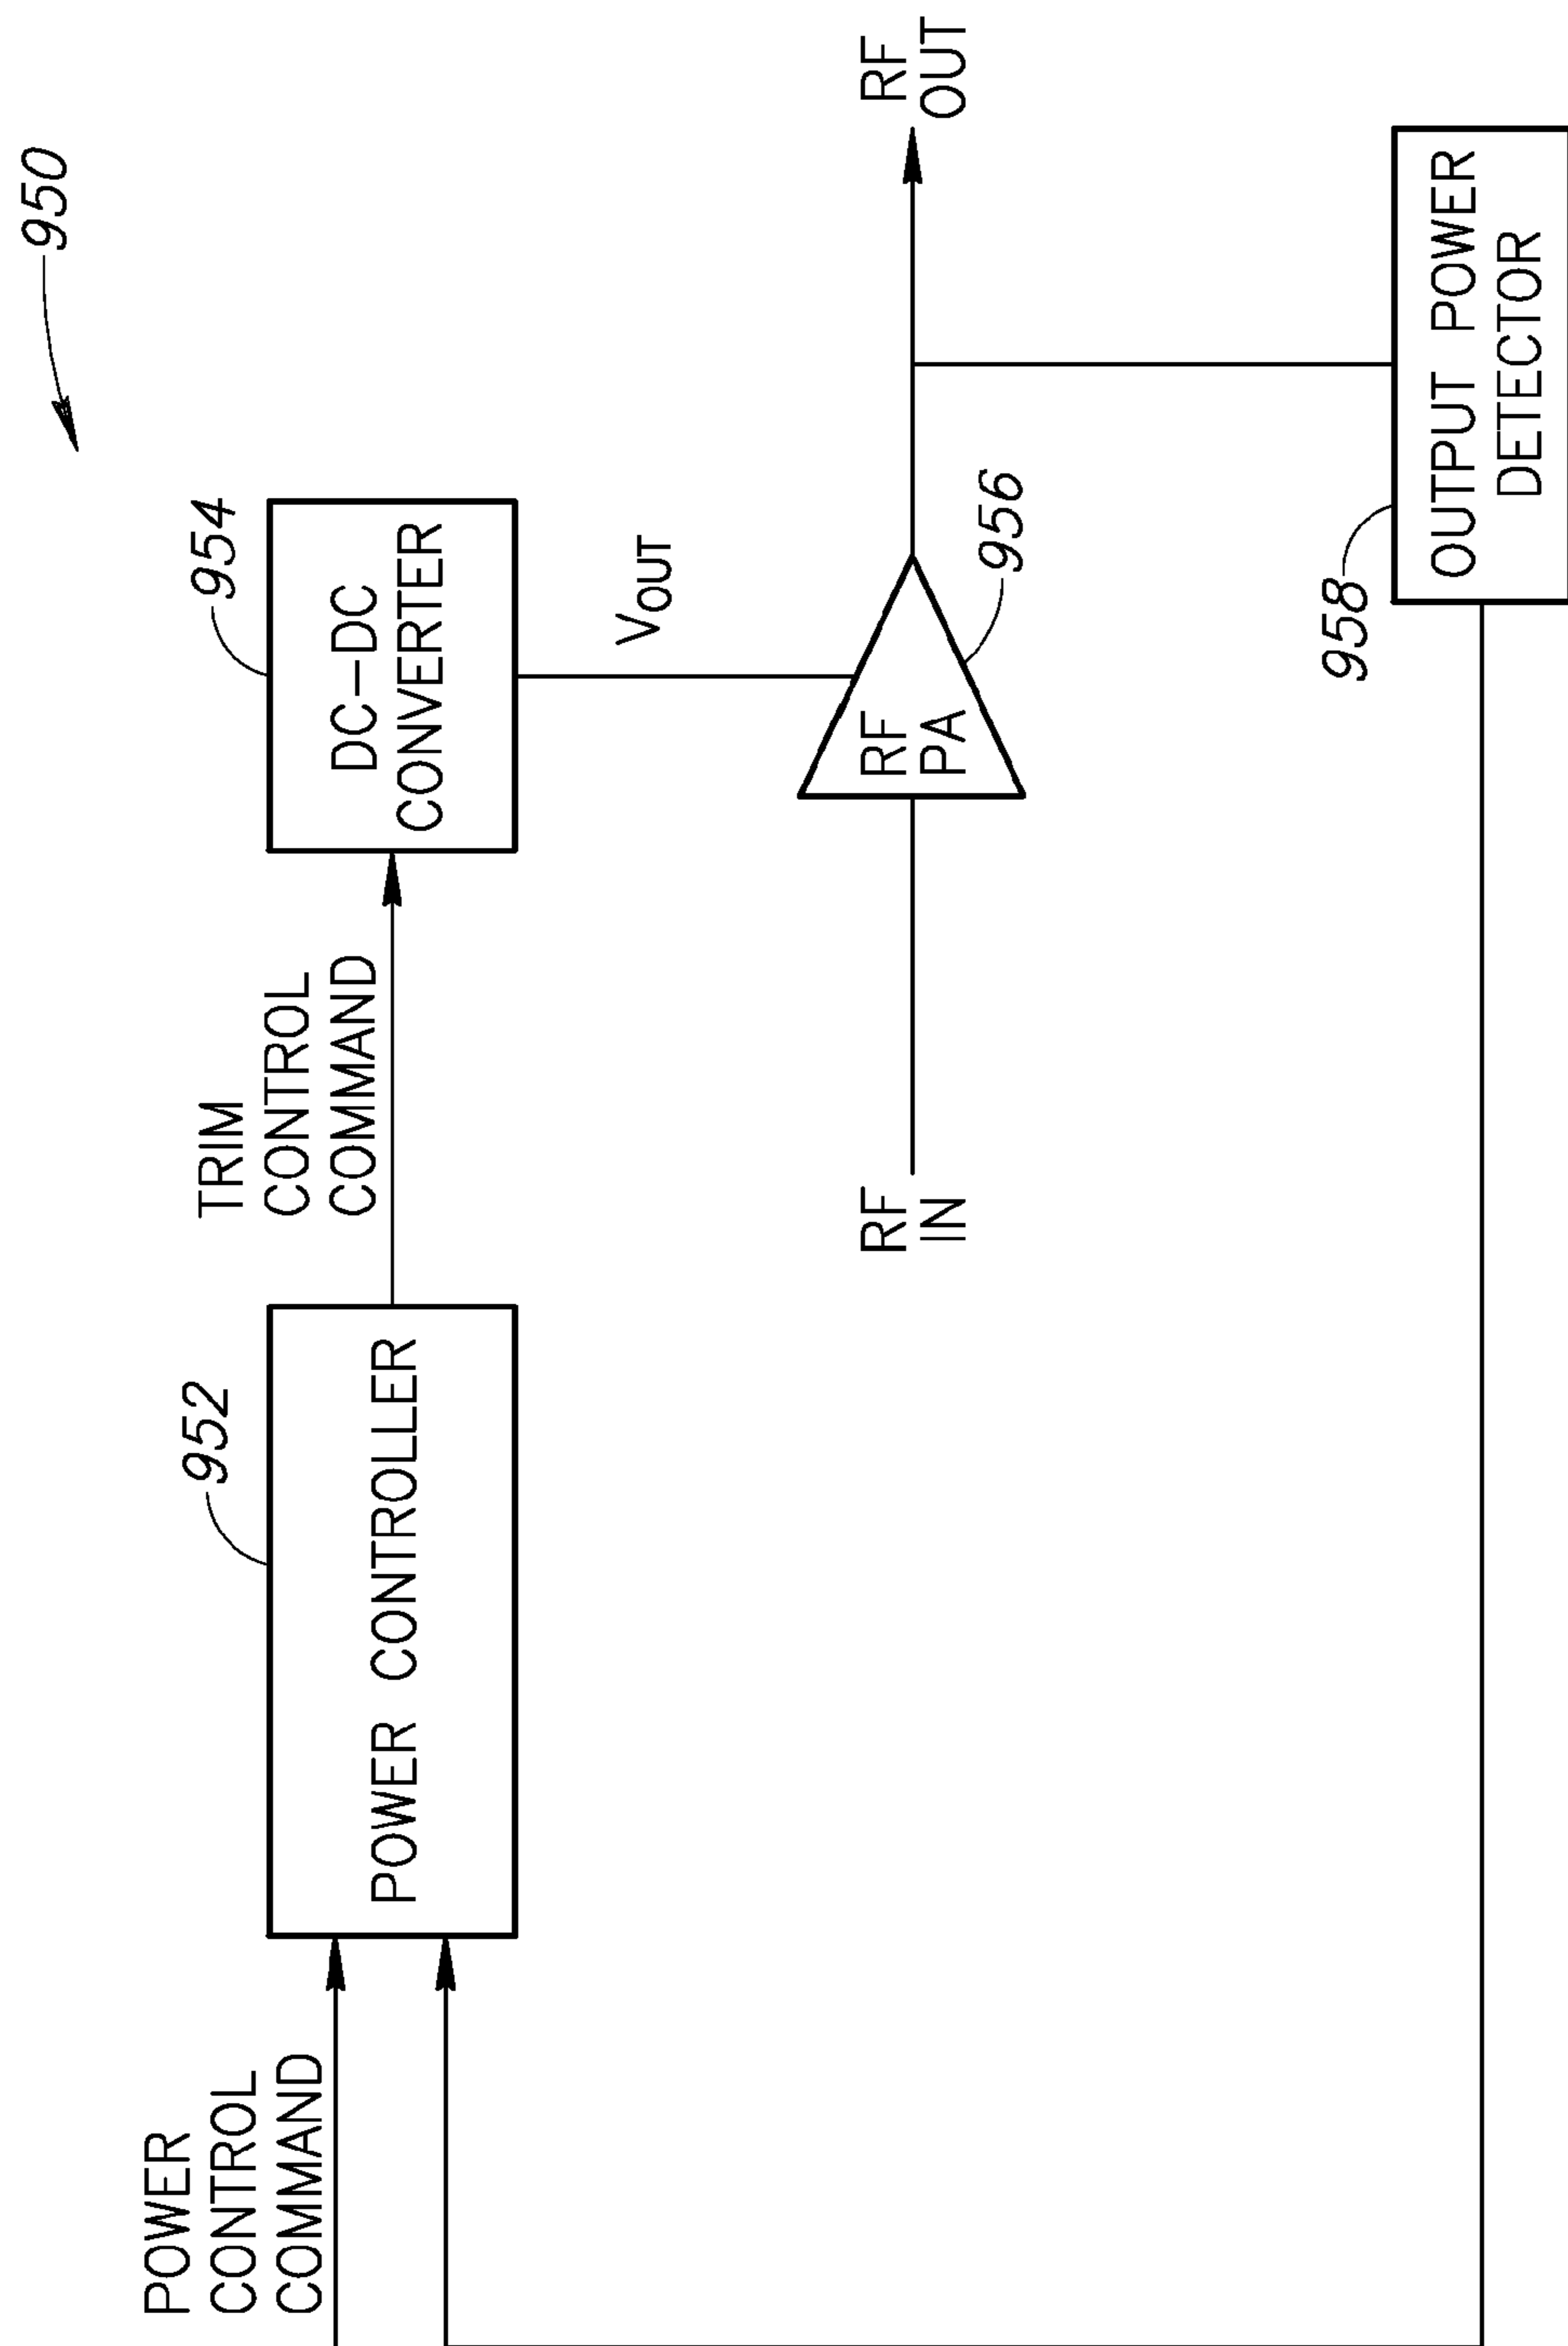 950
954
952
POWER
CONTROL
COMMAND
POWER CONTROLLER
TRIM
CONTROL
COMMAND
DC-DC
CONVERTER
VOUT
RF
IN
RF
PA
RF
OUT
956
958
OUTPUT POWER
DETECTOR